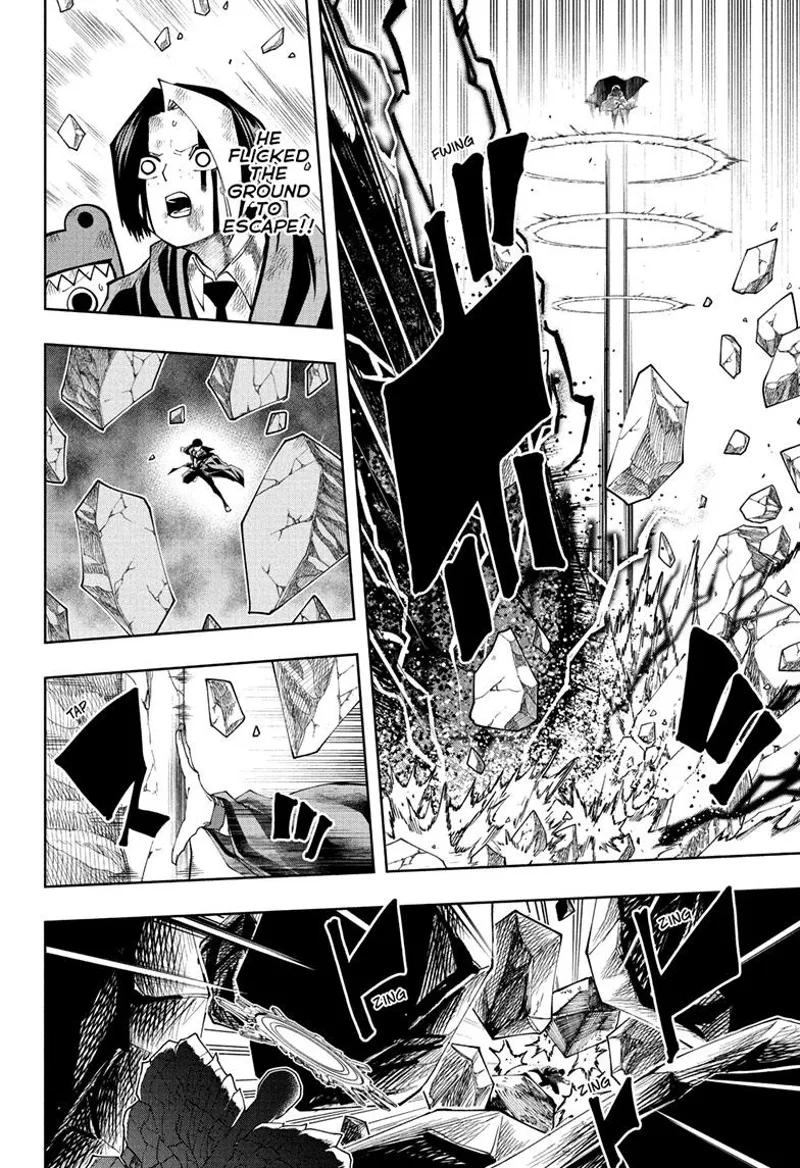 FWING
HE
FLICKED
THE
GROUND
TO
ESCAPE!!
TAP
ZING
ZING
ZING